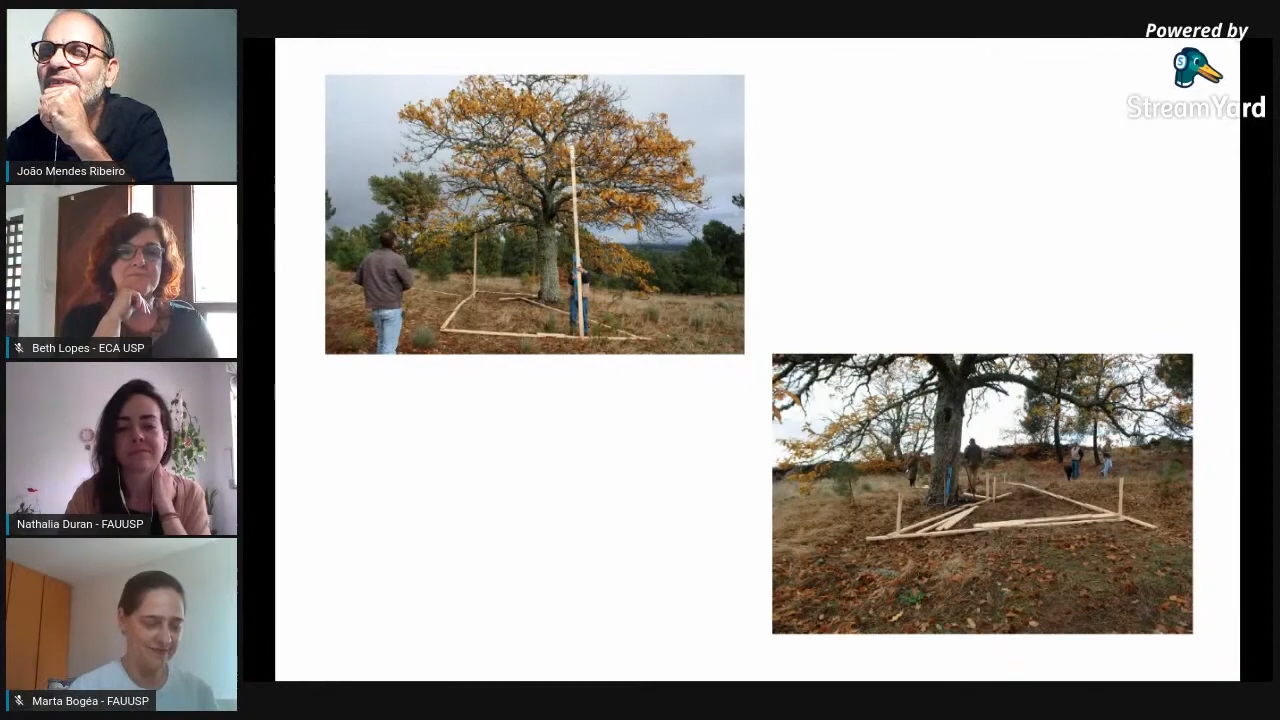 Powered by
StreamYard
S
João Mendes Ribeiro
Beth Lopes - ECA USP
Nathalia Duran - FAUUSP
Marta Bogéa - FAUUSP